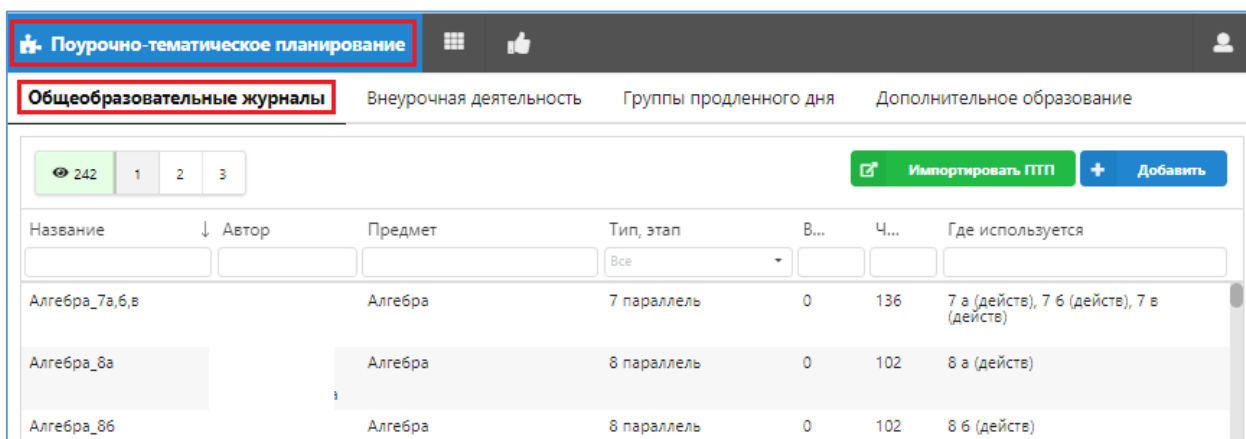 Поурочно-тематическое планирование
Общеобразовательные журналы Внеурочная деятельность Группы продленного дня Дополнительное образование
242 1 2 3 Импортировать ПТП Добавить
Название ↓ Автор Предмет Тип, этап В... Ч... Где используется
Все
Алгебра_7а,б,в Алгебра 7 параллель 0 136 7 а (действ), 7 б (действ), 7 в
(действ)
Алгебра_8а Алгебра 8 параллель 0 102 8 а (действ)
а
Алгебра_8б Алгебра 8 параллель 0 102 8 б (действ)